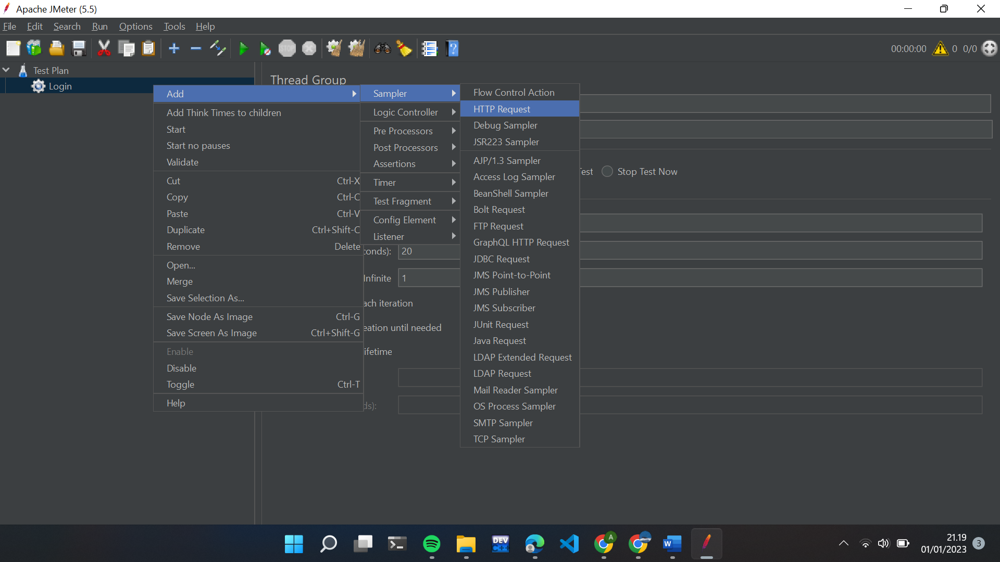 Apache JMeter (5.5)
File Edit Search Run Options Tools Help
STOP
00:00:00 0 0/0
Test Plan
Login
Thread Group
Add
Add Think Times to children
Start
Start no pauses
Validate
Cut Ctrl-X
Copy Ctrl-C
Paste Ctrl-V
Duplicate Ctrl+Shift-C
Remove Delete
Open...
Merge
Save Selection As...
Save Node As Image Ctrl-G
Save Screen As Image Ctrl+Shift-G
Enable
Disable
Toggle Ctrl-T
Help
Sampler
Logic Controller
Pre Processors
Post Processors
Assertions
Timer
Test Fragment
Config Element
Listener
Flow Control Action
HTTP Request
Debug Sampler
JSR223 Sampler
AJP/1.3 Sampler
Access Log Sampler
BeanShell Sampler
Bolt Request
FTP Request
GraphQL HTTP Request
JDBC Request
JMS Point-to-Point
JMS Publisher
JMS Subscriber
JUnit Request
Java Request
LDAP Extended Request
LDAP Request
Mail Reader Sampler
OS Process Sampler
SMTP Sampler
TCP Sampler
Test Stop Test Now
conds): 20
Infinite 1
ach iteration
eation until needed
ifetime
ds):
DEV
C++
A
W
21.19
01/01/2023
3